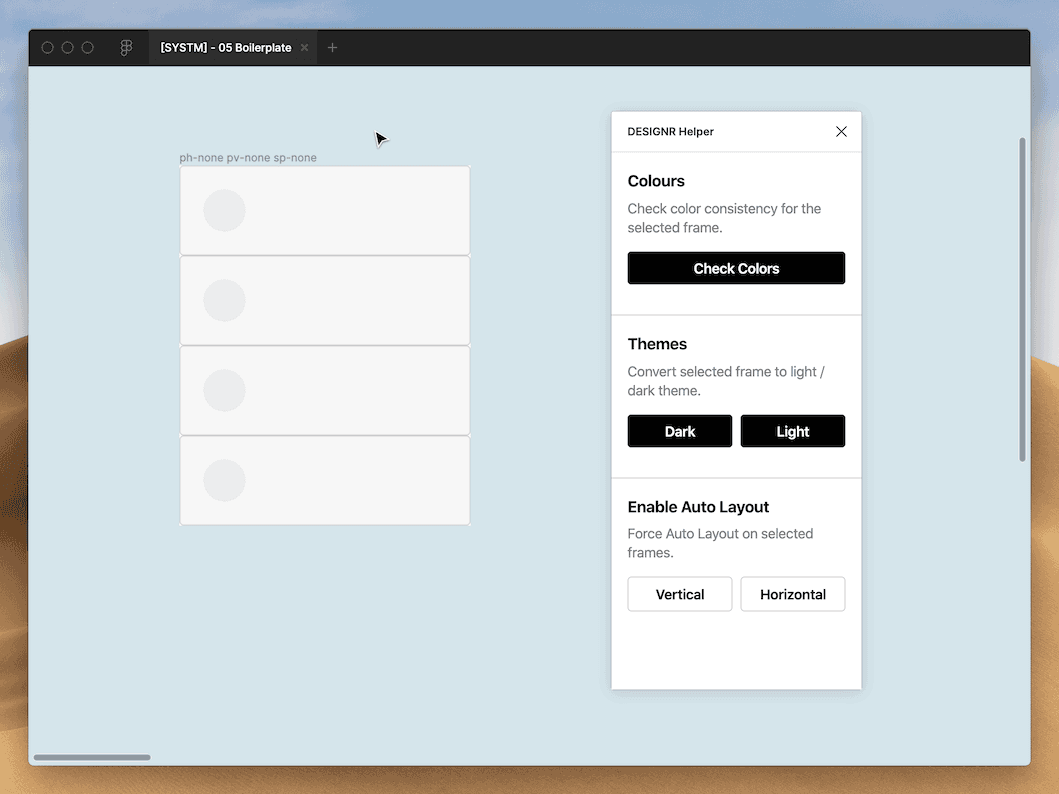 [SYSTM] - 05 Boilerplate
ph-none pv-none sp-none
DESIGNR Helper
Colours
Check color consistency for the
selected frame.
Check Colors
Themes
Convert selected frame to light /
dark theme.
Dark
Light
Enable Auto Layout
Force Auto Layout on selected
frames.
Vertical
Horizontal